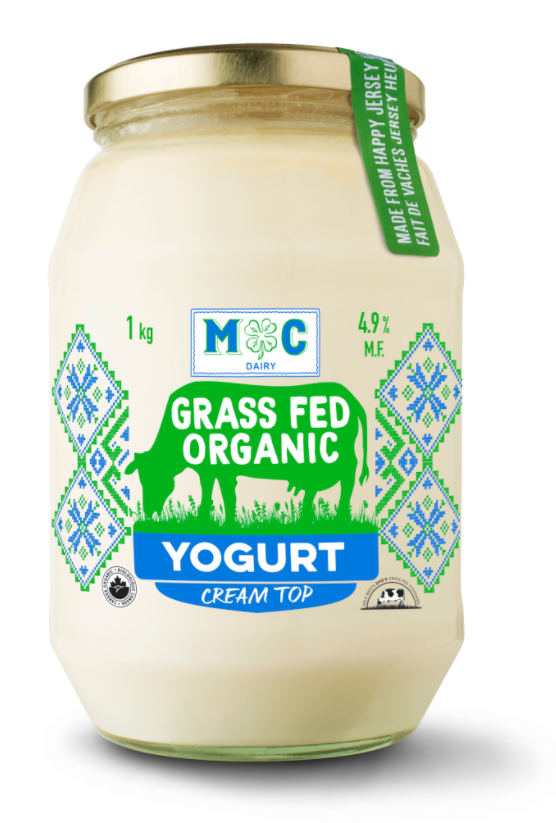 MADE FROM HAPPY JERSEY
FAIT DE VACHES JERSEY
1 kg
M C
DAIRY
4.9%
M.F.
GRASS FED
ORGANIC
YOGURT
CREAM TOP